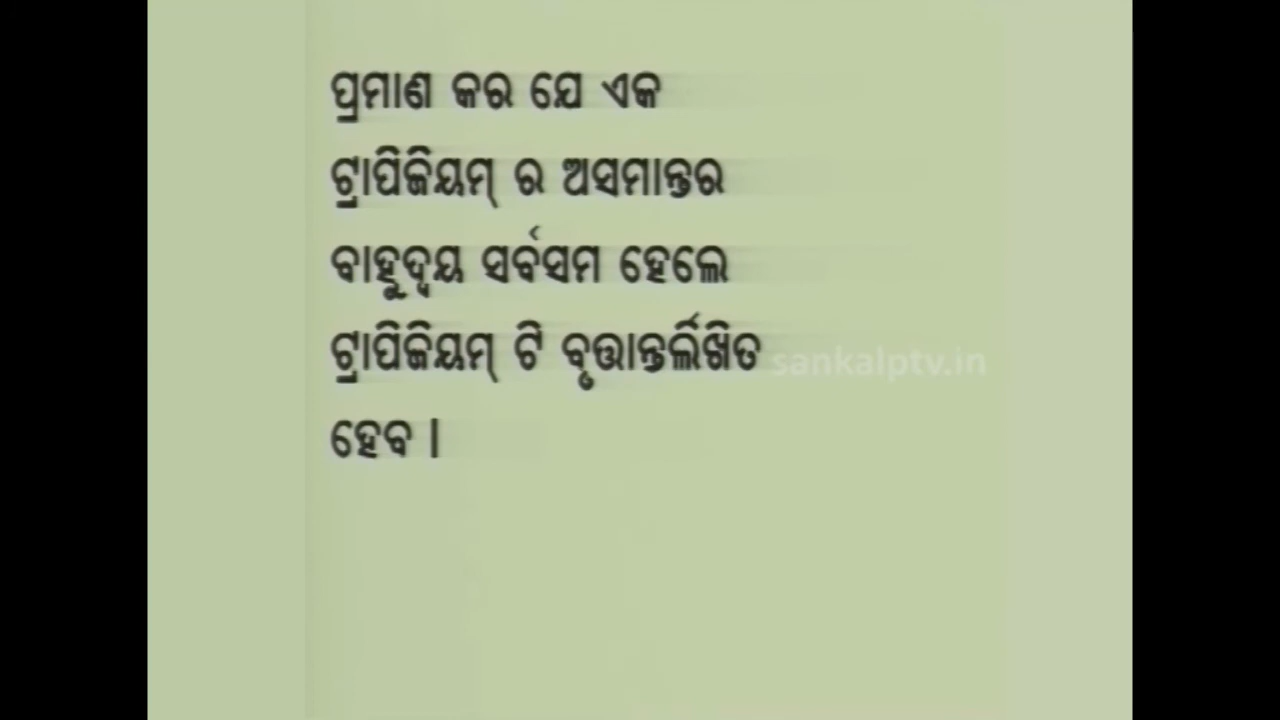 ପ୍ରମାଣ କର ଯେ ଏକ
ଟ୍ରାପିଜିୟମ୍ ର ଅସମାନ୍ତର
ବାହୁଦ୍ୱୟ ସର୍ବସମ ହେଲେ
ଟ୍ରାପିଜିୟମ୍ ଟି ବୃତ୍ତାନ୍ତର୍ଲିଖିତ
sankalptv.in
ହେବ ।